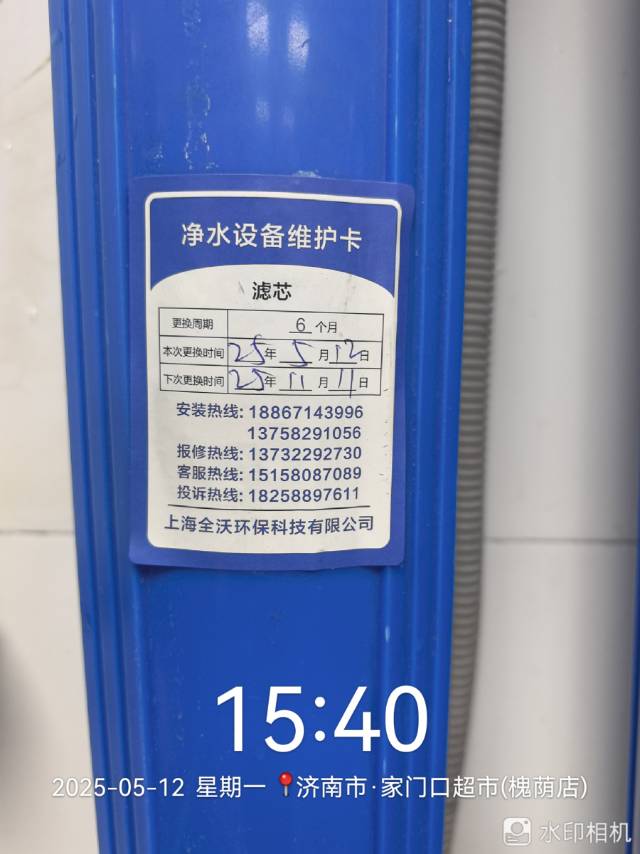 净水设备维护卡
滤芯
更换周期 6 个月
本次更换时间 25年 5 月 12日
下次更换时间 25年 11 月 11日
安装热线: 18867143996
13758291056
报修热线: 13732292730
客服热线: 15158087089
投诉热线: 18258897611
上海全沃环保科技有限公司
15:40
2025-05-12 星期一 济南市·家门口超市(槐荫店)
水印相机